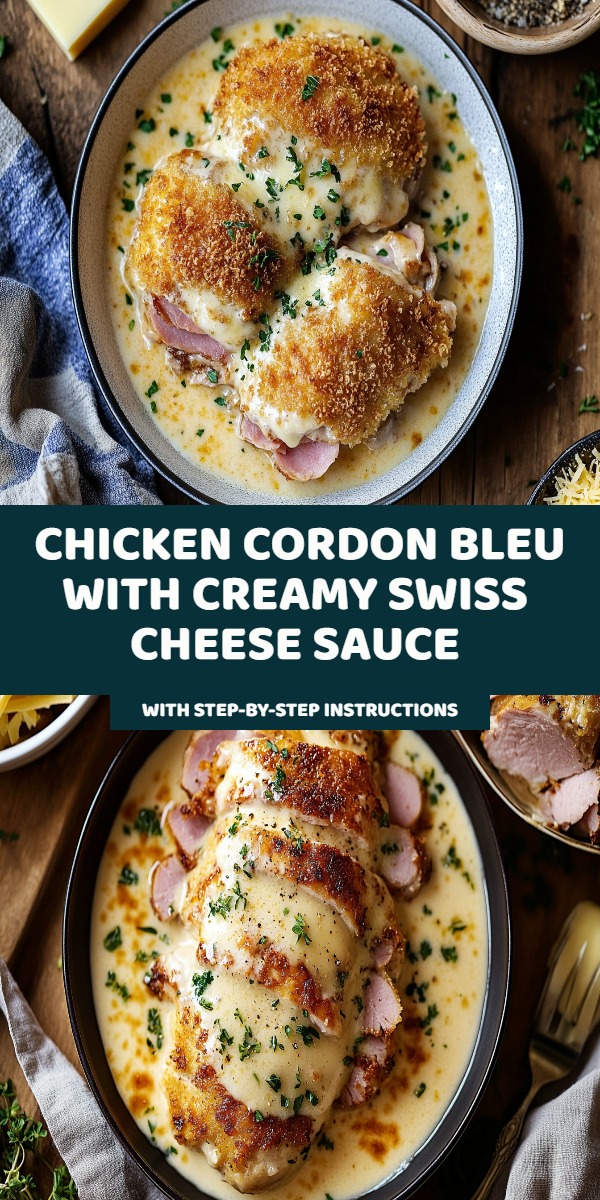 CHICKEN CORDON BLEU
WITH CREAMY SWISS
CHEESE SAUCE
WITH STEP-BY-STEP INSTRUCTIONS